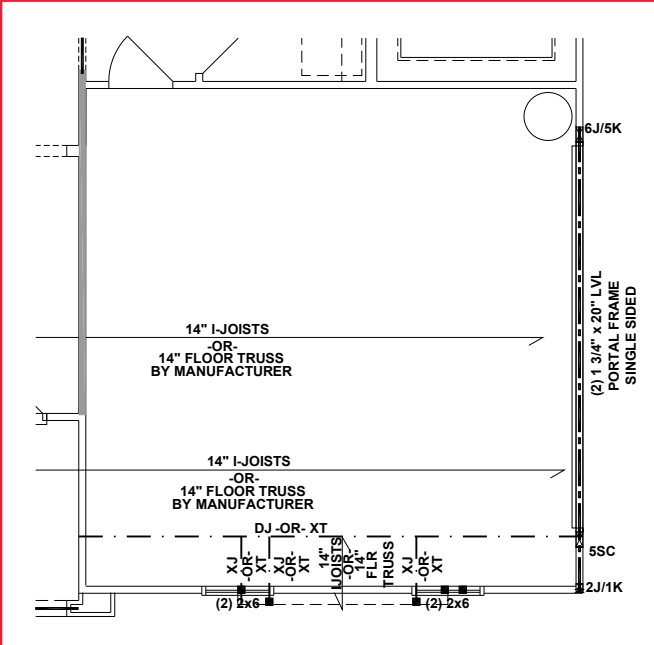 6J/5K
(2) 1 3/4" x 20" LVL
PORTAL FRAME
SINGLE SIDED
14" I-JOISTS
-OR-
14" FLOOR TRUSS
BY MANUFACTURER
14" I-JOISTS
-OR-
14" FLOOR TRUSS
BY MANUFACTURER
DJ -OR- XT
XJ
-OR-
XT
XJ
-OR-
XT
14"
IJOISTS
-OR-
14"
FLR
TRUSS
XJ
-OR-
XT
5SC
2J/1K
(2) 2x6
(2) 2x6